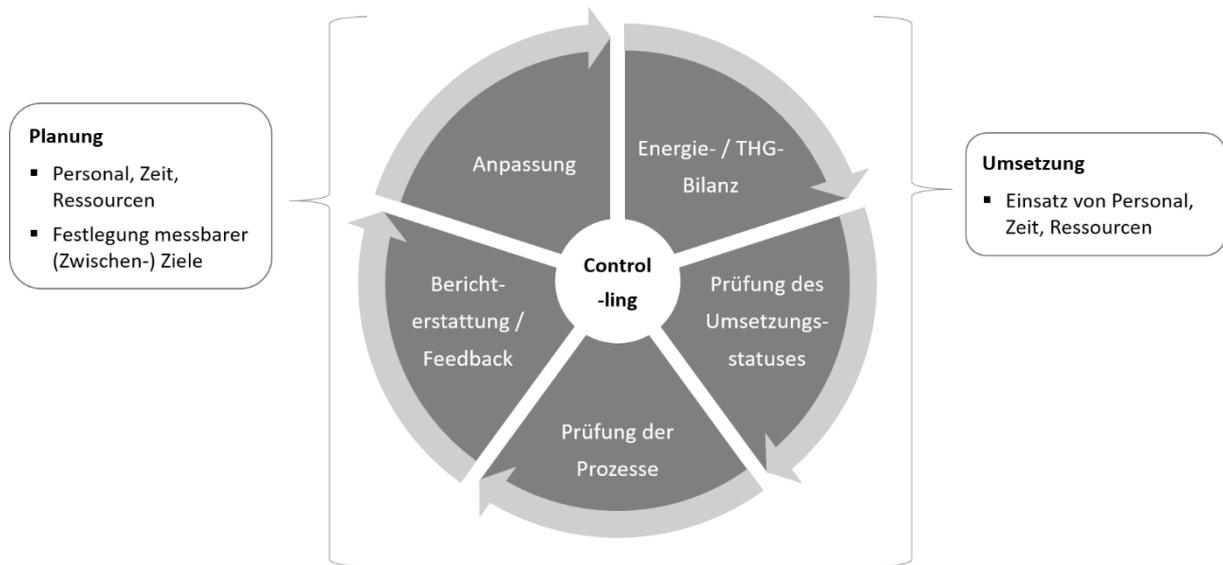 Planung
▪ Personal, Zeit,
Ressourcen
▪ Festlegung messbarer
(Zwischen-) Ziele
Anpassung
Energie- / THG-
Bilanz
Control
-ling
Bericht-
erstattung /
Feedback
Prüfung des
Umsetzungs-
statuses
Prüfung der
Prozesse
Umsetzung
▪ Einsatz von Personal,
Zeit, Ressourcen